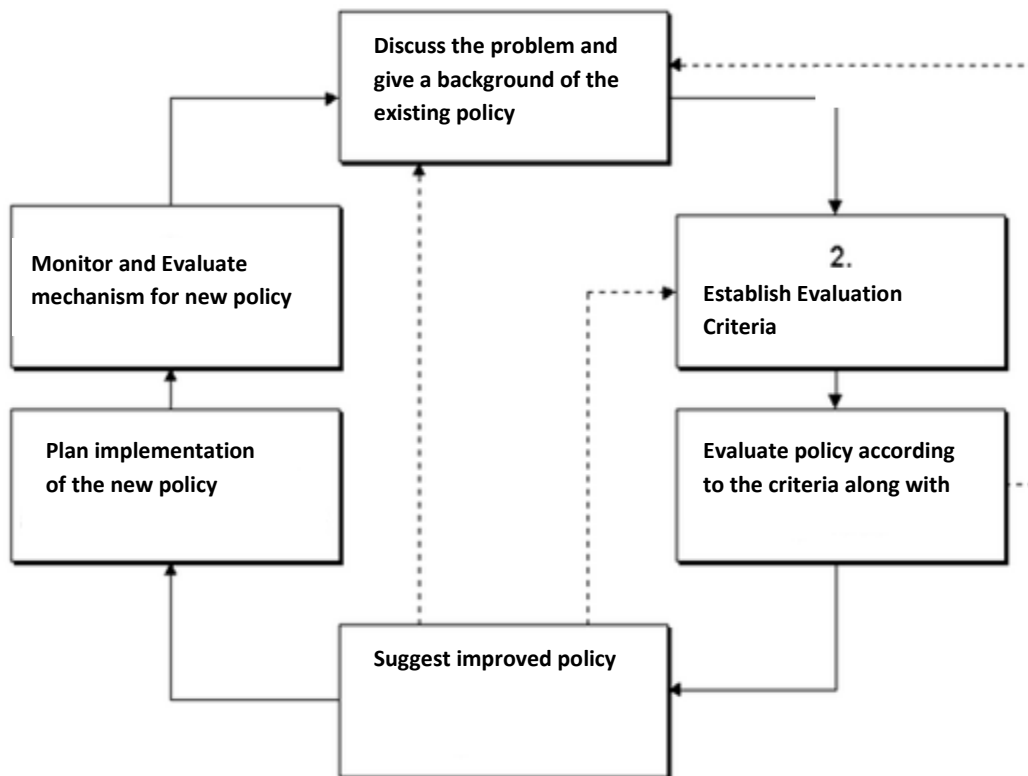 Discuss the problem and
give a background of the
existing policy
2.
Establish Evaluation
Criteria
Evaluate policy according
to the criteria along with
Suggest improved policy
Plan implementation
of the new policy
Monitor and Evaluate
mechanism for new policy